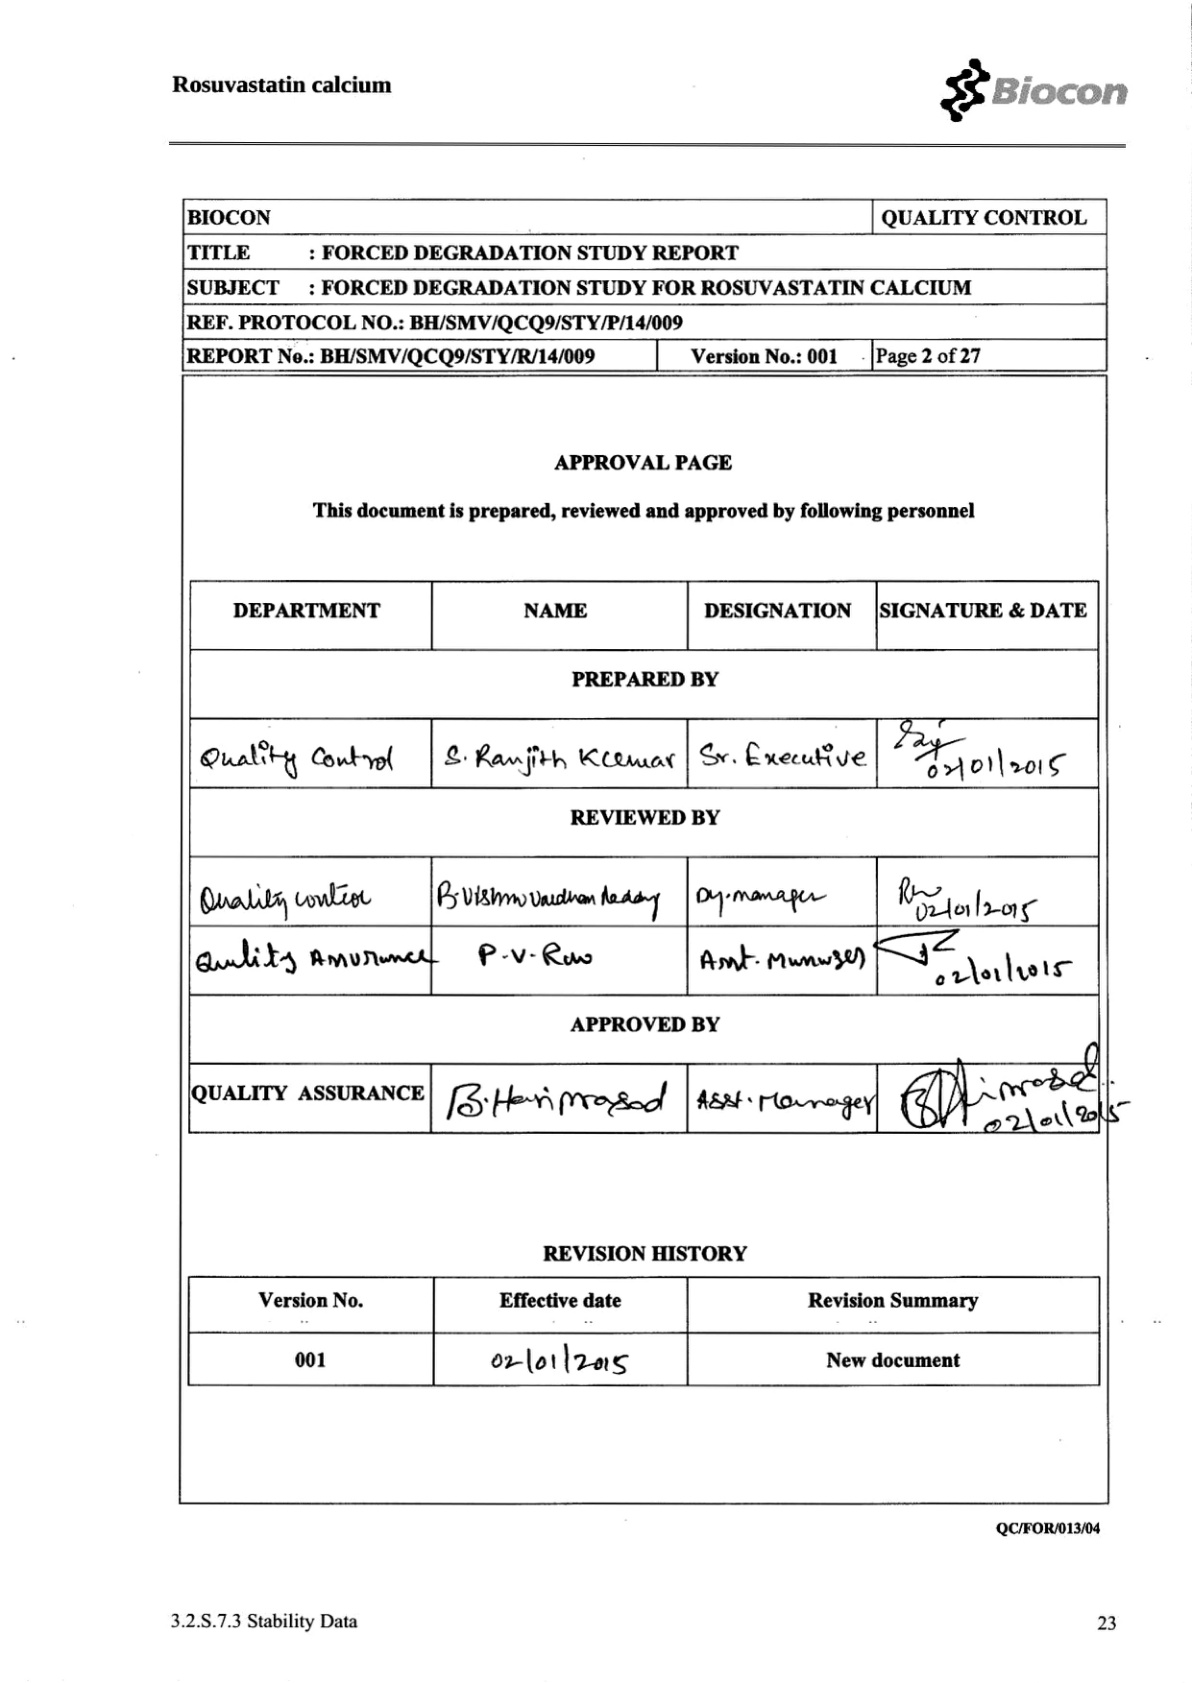 Rosuvastatin calcium
Biocon
BIOCON QUALITY CONTROL
TITLE : FORCED DEGRADATION STUDY REPORT
SUBJECT : FORCED DEGRADATION STUDY FOR ROSUVASTATIN CALCIUM
REF. PROTOCOL NO.: BH/SMV/QCQ9/STY/P/14/009
REPORT No.: BH/SMV/QCQ9/STY/R/14/009 Version No.: 001 Page 2 of 27
APPROVAL PAGE
This document is prepared, reviewed and approved by following personnel
DEPARTMENT NAME DESIGNATION SIGNATURE & DATE
PREPARED BY
Quality Control S. Ranjith Kumar Sr. Executive 02/01/2015
REVIEWED BY
Quality control B. Vishnu Vardhan Reddy Dy. manager 02/01/2015
Quality Assurance P.V. Rao Asst. Manager 02/01/2015
APPROVED BY
QUALITY ASSURANCE B. Hariprasad Asst. Manager 02/01/2015
REVISION HISTORY
Version No. Effective date Revision Summary
001 02/01/2015 New document
QC/FOR/013/04
3.2.S.7.3 Stability Data 23